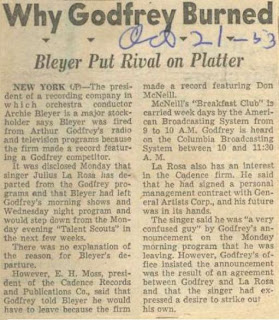 Why Godfrey Burned
Oct-21-53
Bleyer Put Rival on Platter
NEW YORK (P)—The presi-
dent of a recording company in
which orchestra conductor
Archie Bleyer is a major stock-
holder says Bleyer was fired
from Arthur Godfrey's radio
and television programs because
the firm made a record featur-
ing a Godfrey competitor.
It was disclosed Monday that
singer Julius La Rosa has de-
parted from the Godfrey pro-
grams and that Bleyer had left
Godfrey's morning shows and
Wednesday night program and
would step down from the Mon-
day evening "Talent Scouts" in
the next few weeks.
There was no explanation of
the reason for Bleyer's de-
parture.
However, E. H. Moss, presi-
dent of the Cadence Records
and Publications Co., said that
Godfrey told Bleyer he would
have to leave because the firm
made a record featuring Don
McNeill.
McNeill's "Breakfast Club" is
carried week days by the Ameri-
can Broadcasting System from
9 to 10 A.M. Godfrey is heard
on the Columbia Broadcasting
System between 10 and 11:30
A. M.
La Rosa also has an interest
in the Cadence firm. He said
that he had signed a personal
management contract with Gen-
eral Artists Corp., and his future
was in its hands.
The singer said he was "a very
confused guy" by Godfrey's an-
nouncement on the Monday
morning program that he was
leaving. However, Godfrey's of-
fice insisted the announcement
was the result of an agreement
between Godfrey and La Rosa
and that the singer had ex-
pressed a desire to strike out on
his own.